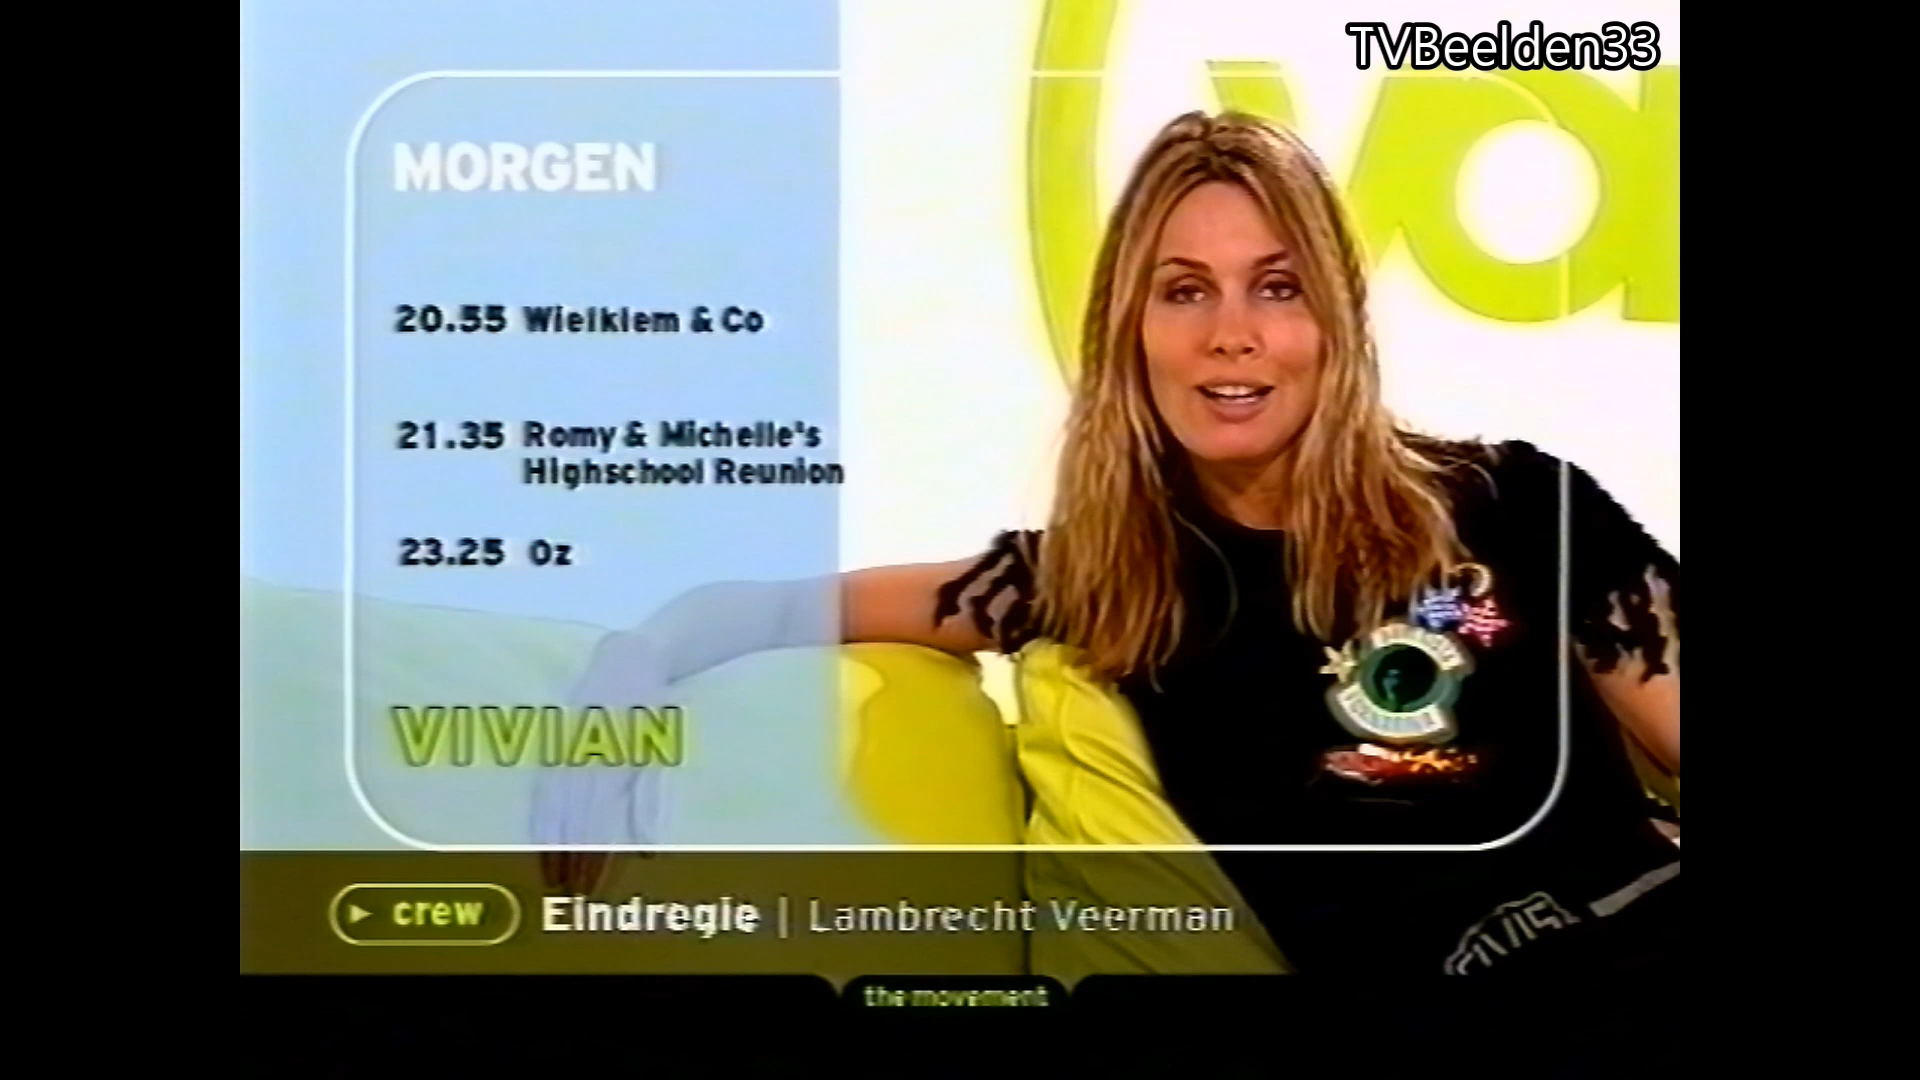 TVBeelden33
va
MORGEN
20.55 Wielklem & Co
21.35 Romy & Michelle's
Highschool Reunion
23.25 Oz
VIVIAN
crew Eindregie | Lambrecht Veerman
the movement